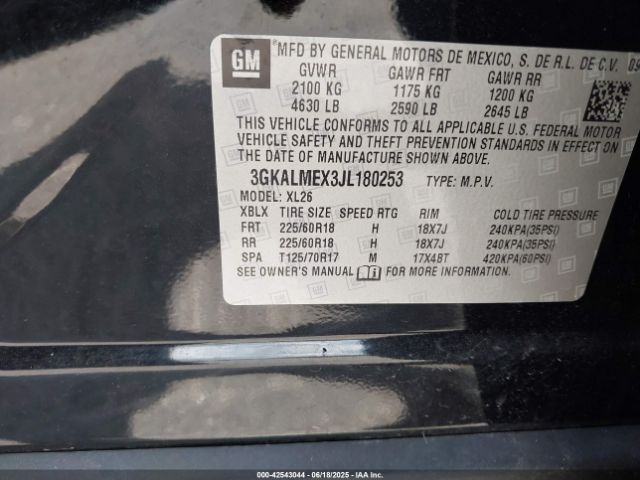 GM MFD BY GENERAL MOTORS DE MEXICO, S. DE R.L. DE C.V.
GVWR GAWR FRT GAWR RR
2100 KG 1175 KG 1200 KG
4630 LB 2590 LB 2645 LB
THIS VEHICLE CONFORMS TO ALL APPLICABLE U.S. FEDERAL MOTOR
VEHICLE SAFETY AND THEFT PREVENTION STANDARDS IN EFFECT ON
THE DATE OF MANUFACTURE SHOWN ABOVE.
3GKALMEX3JL180253 TYPE: M.P.V.
MODEL: XL26
XBLX TIRE SIZE SPEED RTG RIM COLD TIRE PRESSURE
FRT 225/60R18 H 18X7J 240KPA(35PSI)
RR 225/60R18 H 18X7J 240KPA(35PSI)
SPA T125/70R17 M 17X4BT 420KPA(60PSI)
SEE OWNER'S MANUAL FOR MORE INFORMATION.
000-42543044 | 06/18/2025 | IAAI.COM